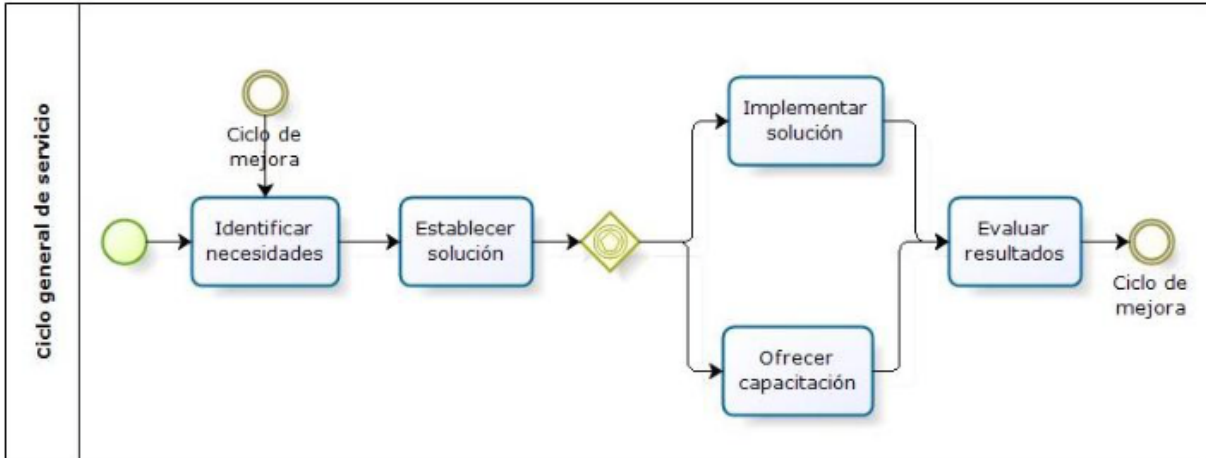 Ciclo general de servicio
Ciclo de
mejora
Identificar
necesidades
Establecer
solución
Implementar
solución
Ofrecer
capacitación
Evaluar
resultados
Ciclo de
mejora